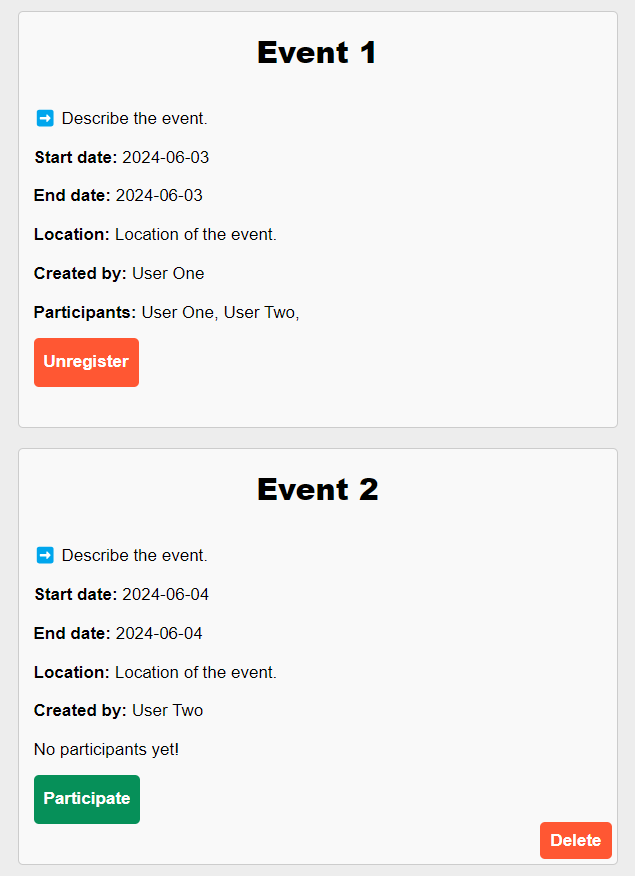 Event 1
➡️ Describe the event.
Start date: 2024-06-03
End date: 2024-06-03
Location: Location of the event.
Created by: User One
Participants: User One, User Two,
Unregister
Event 2
➡️ Describe the event.
Start date: 2024-06-04
End date: 2024-06-04
Location: Location of the event.
Created by: User Two
No participants yet!
Participate
Delete